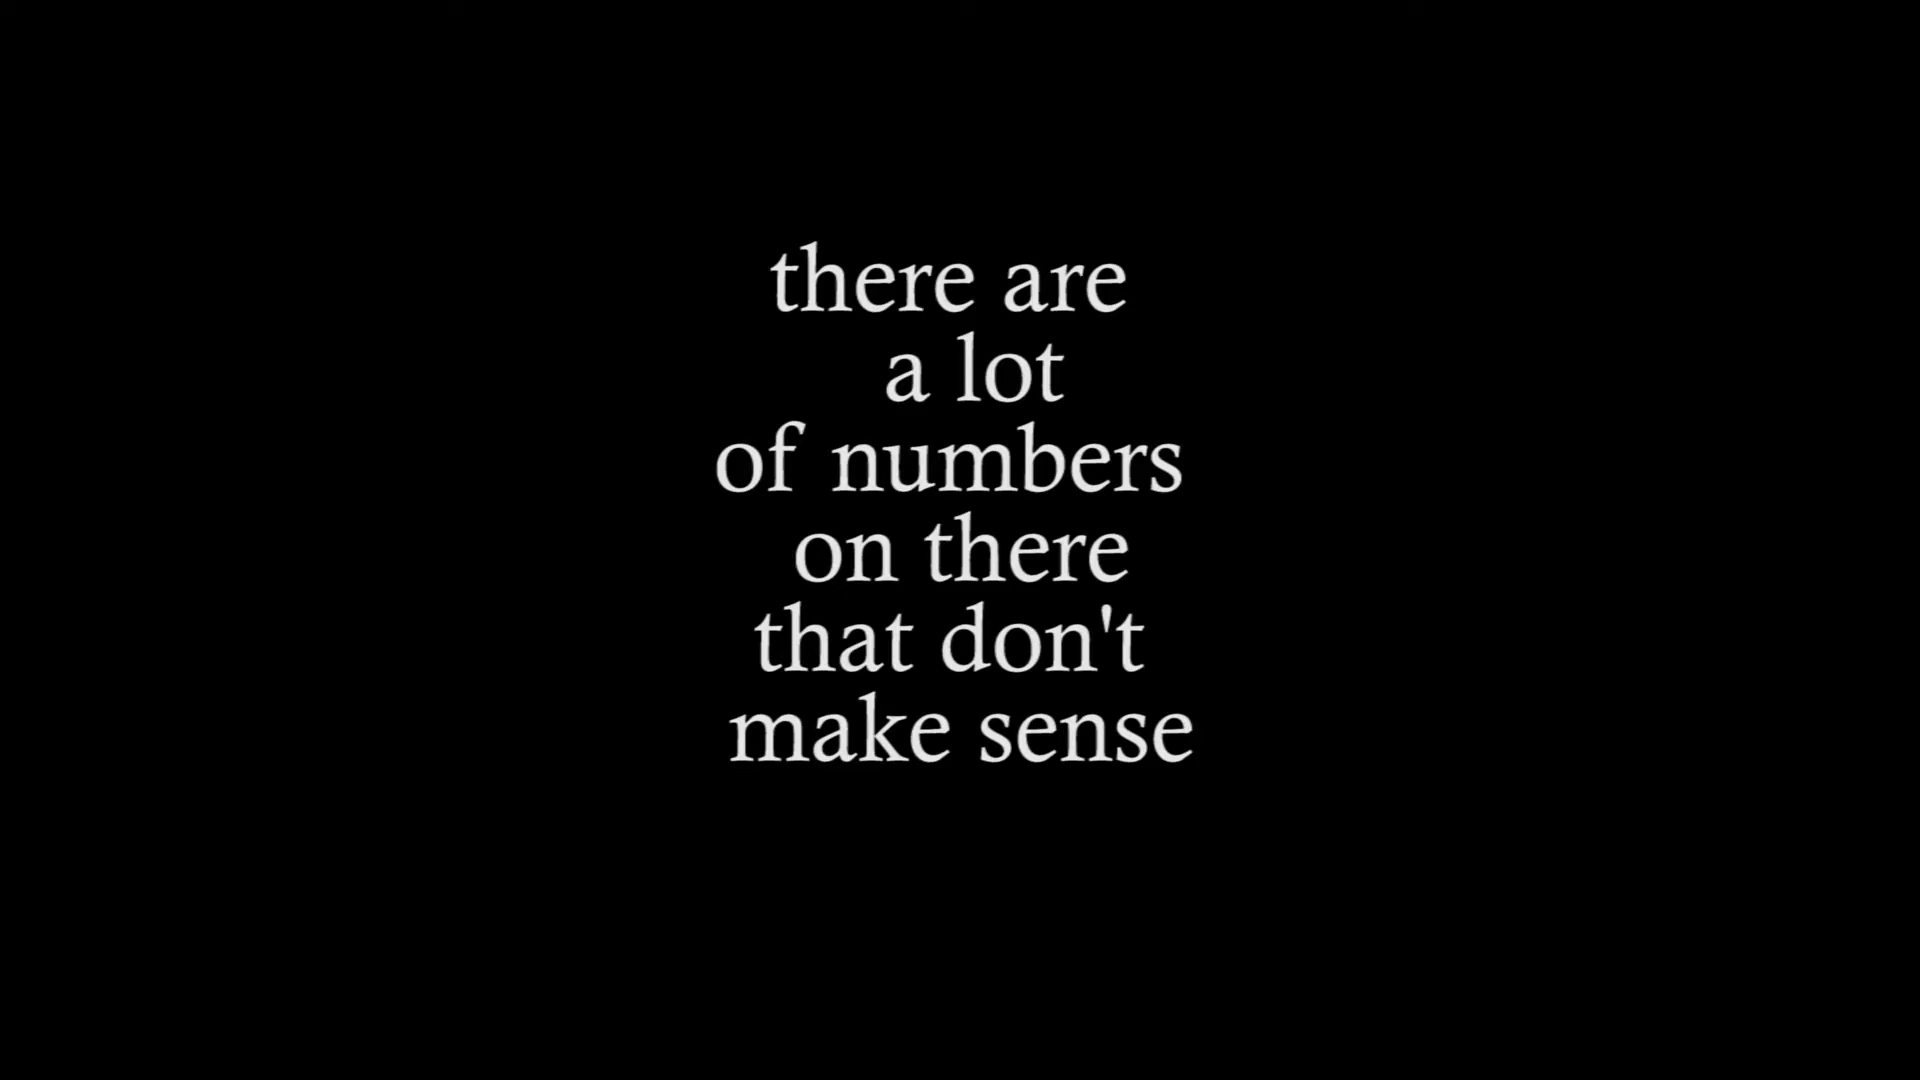 there are
a lot
of numbers
on there
that don't
make sense